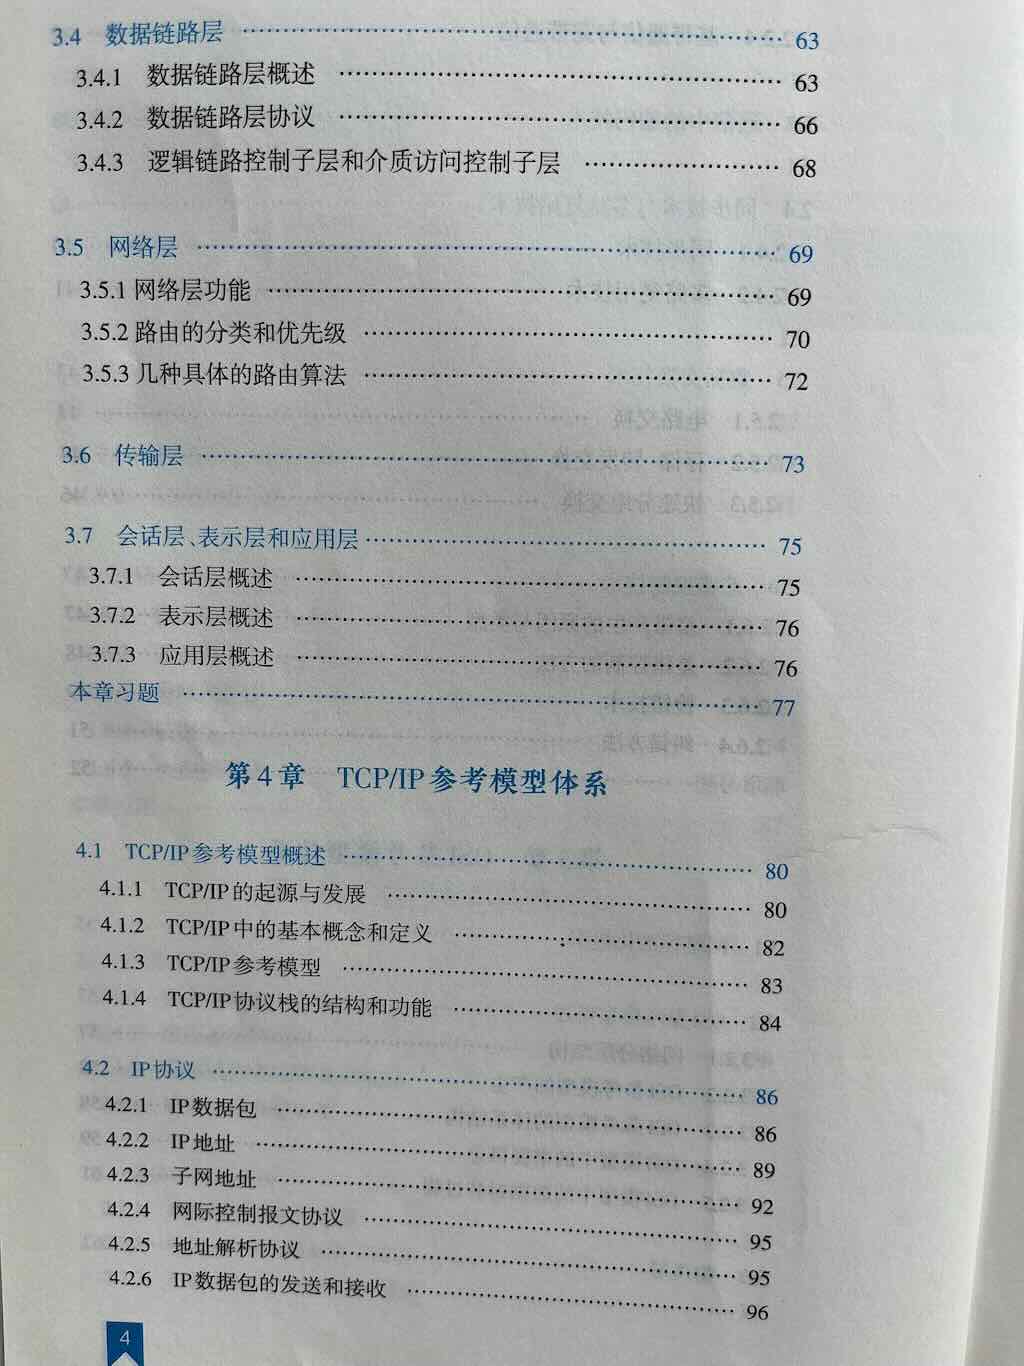 3.4 数据链路层 63
3.4.1 数据链路层概述 63
3.4.2 数据链路层协议 66
3.4.3 逻辑链路控制子层和介质访问控制子层 68
3.5 网络层 69
3.5.1 网络层功能 69
3.5.2 路由的分类和优先级 70
3.5.3 几种具体的路由算法 72
3.6 传输层 73
3.7 会话层、表示层和应用层 75
3.7.1 会话层概述 75
3.7.2 表示层概述 76
3.7.3 应用层概述 76
本章习题 77
第4章 TCP/IP参考模型体系
4.1 TCP/IP参考模型概述 80
4.1.1 TCP/IP的起源与发展 80
4.1.2 TCP/IP中的基本概念和定义 82
4.1.3 TCP/IP参考模型 83
4.1.4 TCP/IP协议栈的结构和功能 84
4.2 IP协议 86
4.2.1 IP数据包 86
4.2.2 IP地址 89
4.2.3 子网地址 92
4.2.4 网际控制报文协议 95
4.2.5 地址解析协议 95
4.2.6 IP数据包的发送和接收 96
4